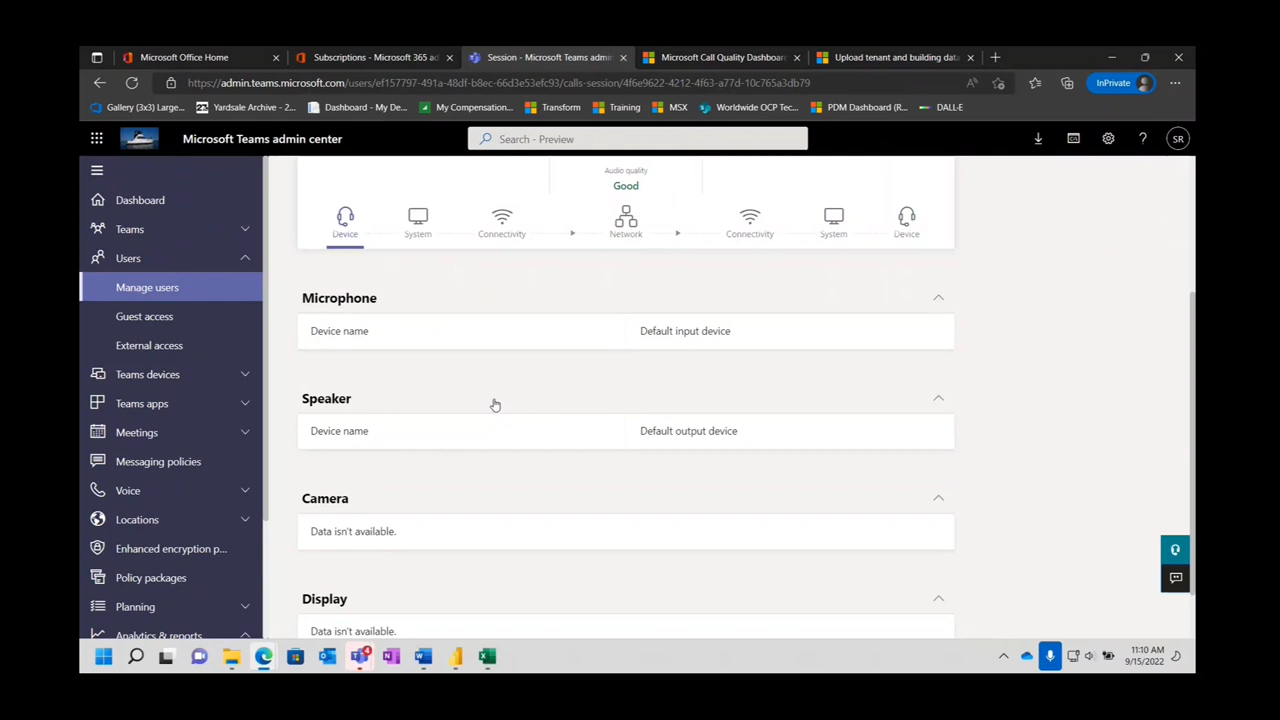 Microsoft Office Home
Subscriptions - Microsoft 365 ad
Session - Microsoft Teams admin
Microsoft Call Quality Dashboard
Upload tenant and building data
https://admin.teams.microsoft.com/users/ef157797-491a-48df-b8ec-66d3e53efc93/calls-session/4f6e9622-4212-4f63-a77d-10c765a3db79
InPrivate
Gallery (3x3) Large...
Yardsale Archive - 2...
Dashboard - My De...
My Compensation...
Transform
Training
MSX
Worldwide OCP Tec...
PDM Dashboard (R...
DALL-E
Microsoft Teams admin center
Search - Preview
SR
Dashboard
Teams
Users
Manage users
Guest access
External access
Teams devices
Teams apps
Meetings
Messaging policies
Voice
Locations
Enhanced encryption p...
Policy packages
Planning
Analytics & reports
Audio quality
Good
Device
System
Connectivity
Network
Connectivity
System
Device
Microphone
Device name
Default input device
Speaker
Device name
Default output device
Camera
Data isn't available.
Display
Data isn't available.
4
11:10 AM
9/15/2022